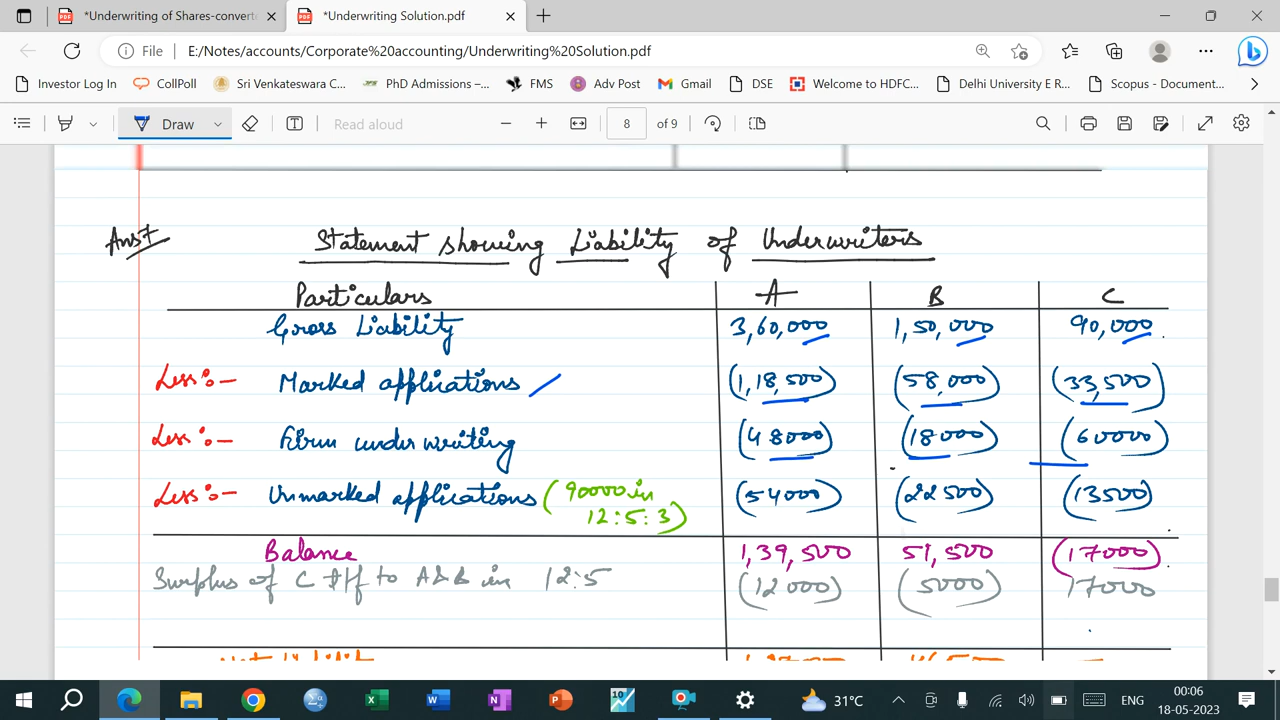 *Underwriting of Shares-convert
*Underwriting Solution.pdf
File E:/Notes/accounts/Corporate%20accounting/Underwriting%20Solution.pdf
Investor Log In CollPoll Sri Venkateswara C... PhD Admissions –... FMS Adv Post Gmail DSE Welcome to HDFC... Delhi University E R... Scopus - Document...
Draw Read aloud 8 of 9
Ans:- Statement showing Liability of Underwriters
Particulars A B C
Gross Liability 3,60,000 1,50,000 90,000
Less:- Marked applications (1,18,500) (58,000) (33,500)
Less:- Firm underwriting (48000) (18000) (60000)
Less:- Unmarked applications (90000 in 12:5:3) (54000) (22500) (13500)
Balance 1,39,500 51,500 (17000)
Surplus of C t/f to A & B in 12:5 (12000) (5000) 17000
31°C ENG 00:06
18-05-2023